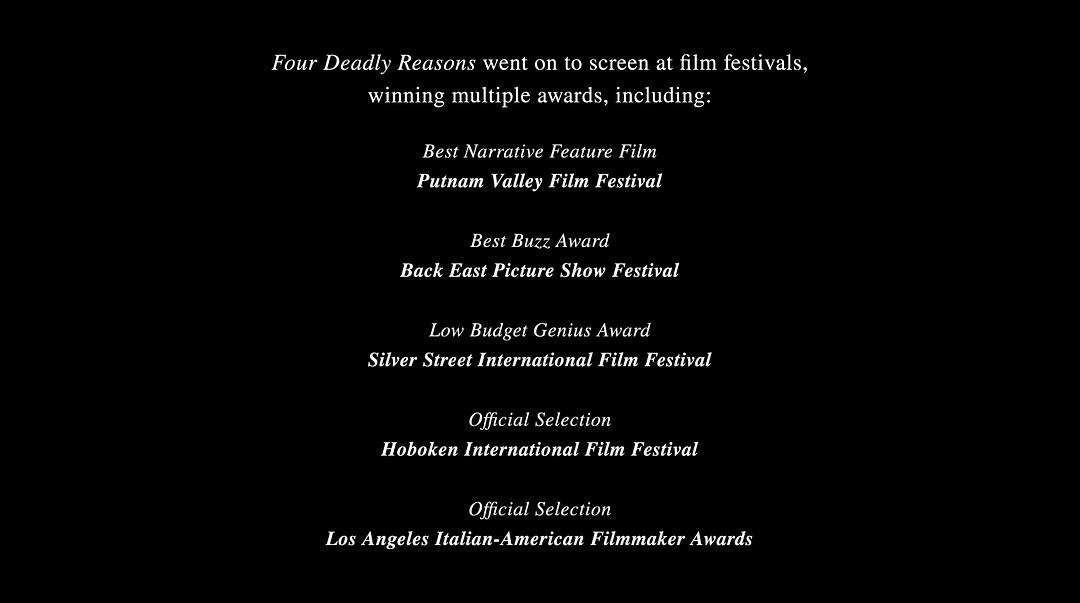 Four Deadly Reasons went on to screen at film festivals,
winning multiple awards, including:
Best Narrative Feature Film
Putnam Valley Film Festival
Best Buzz Award
Back East Picture Show Festival
Low Budget Genius Award
Silver Street International Film Festival
Official Selection
Hoboken International Film Festival
Official Selection
Los Angeles Italian-American Filmmaker Awards